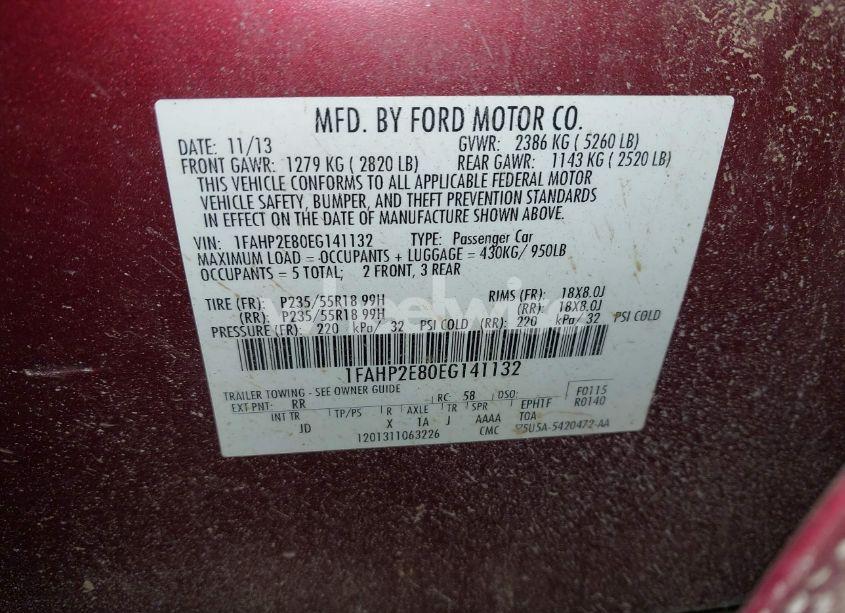 MFD. BY FORD MOTOR CO.
DATE: 11/13 GVWR: 2386 KG ( 5260 LB)
FRONT GAWR: 1279 KG ( 2820 LB) REAR GAWR: 1143 KG ( 2520 LB)
THIS VEHICLE CONFORMS TO ALL APPLICABLE FEDERAL MOTOR
VEHICLE SAFETY, BUMPER, AND THEFT PREVENTION STANDARDS
IN EFFECT ON THE DATE OF MANUFACTURE SHOWN ABOVE.
VIN: 1FAHP2E80EG141132 TYPE: Passenger Car
MAXIMUM LOAD = OCCUPANTS + LUGGAGE = 430KG/ 950LB
OCCUPANTS = 5 TOTAL; 2 FRONT, 3 REAR
TIRE (FR): P235/55R18 99H RIMS (FR): 18X8.0J
(RR): P235/55R18 99H (RR): 18X8.0J
PRESSURE (FR): 220 kPa/ 32 PSI COLD (RR): 220 kPa/ 32 PSI COLD
wheelwire
1FAHP2E80EG141132
TRAILER TOWING - SEE OWNER GUIDE
EXT PNT: RR RC: 58 DSO: F0115
INT TR TP/PS R AXLE TR SPR EPHTF R0140
JD X TA J AAAA TOA
1201311063226 CMC -5420472-AA